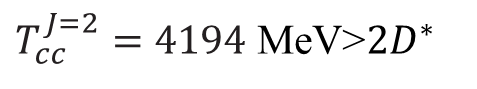 T_{cc}^{J=2} = 4194 MeV>2D*